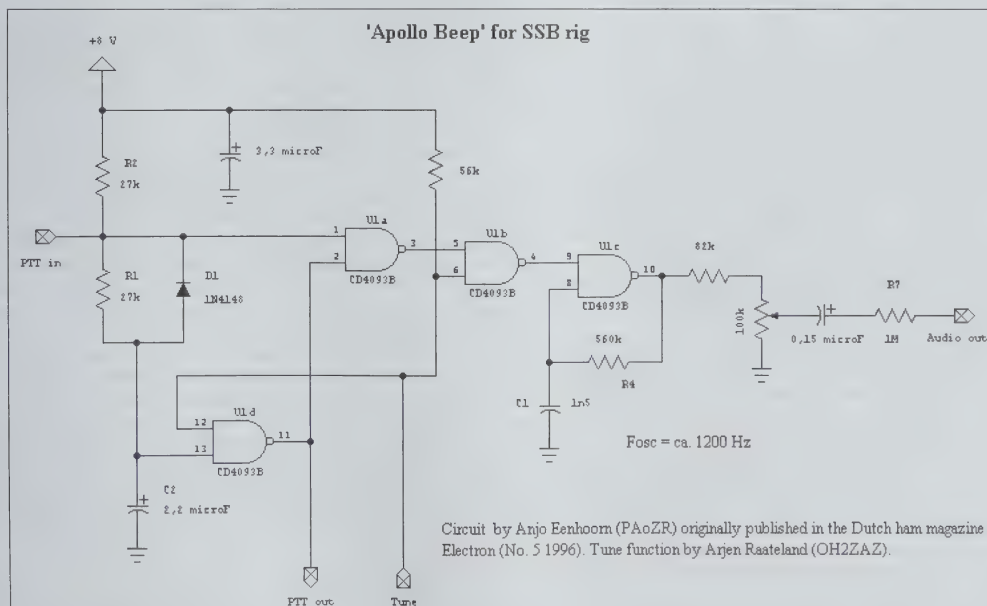 'Apollo Beep' for SSB rig
+8 V
R2
27k
3,3 microF
56k
PTT in
R1
27k
D1
1N4148
U1a
1
2
3
CD4093B
U1b
5
6
4
CD4093B
U1c
9
8
10
CD4093B
82k
100k
0,15 microF
R7
1M
Audio out
560k
R4
C1
1n5
Fosc = ca. 1200 Hz
U1d
12
13
11
CD4093B
C2
2,2 microF
PTT out
Tune
Circuit by Anjo Eenhoorn (PAoZR) originally published in the Dutch ham magazine
Electron (No. 5 1996). Tune function by Arjen Raateland (OH2ZAZ).